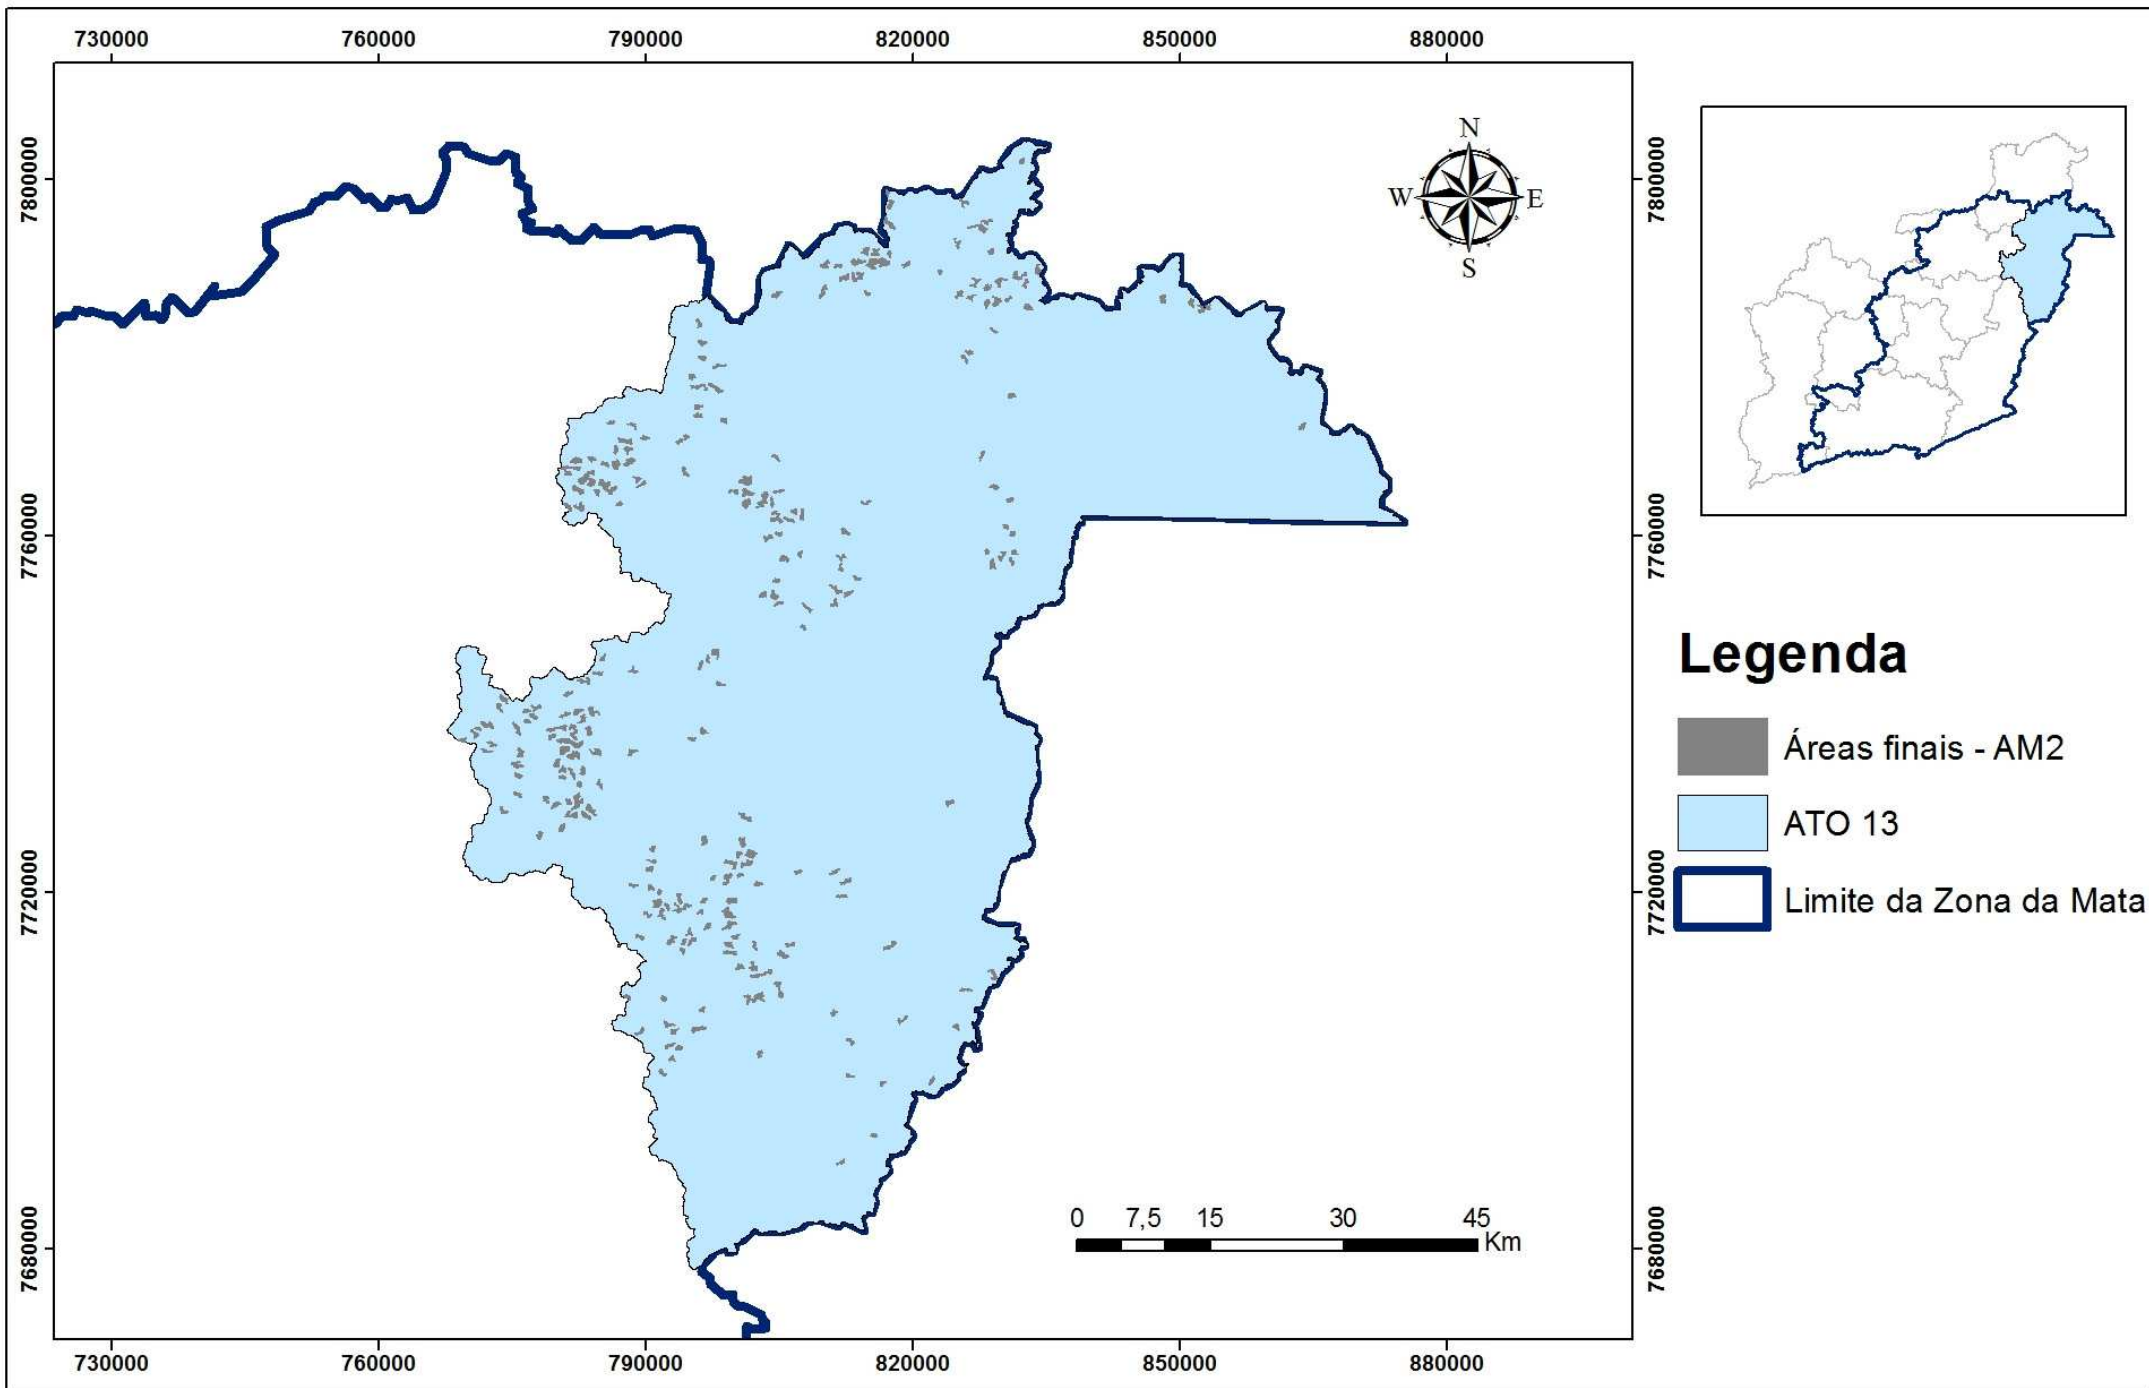 730000 760000 790000 820000 850000 880000
7800000
7800000
N
W E
S
7760000
7760000
Legenda
Áreas finais - AM2
ATO 13
Limite da Zona da Mata
7720000
7720000
0 7,5 15 30 45
Km
7680000
7680000
730000 760000 790000 820000 850000 880000